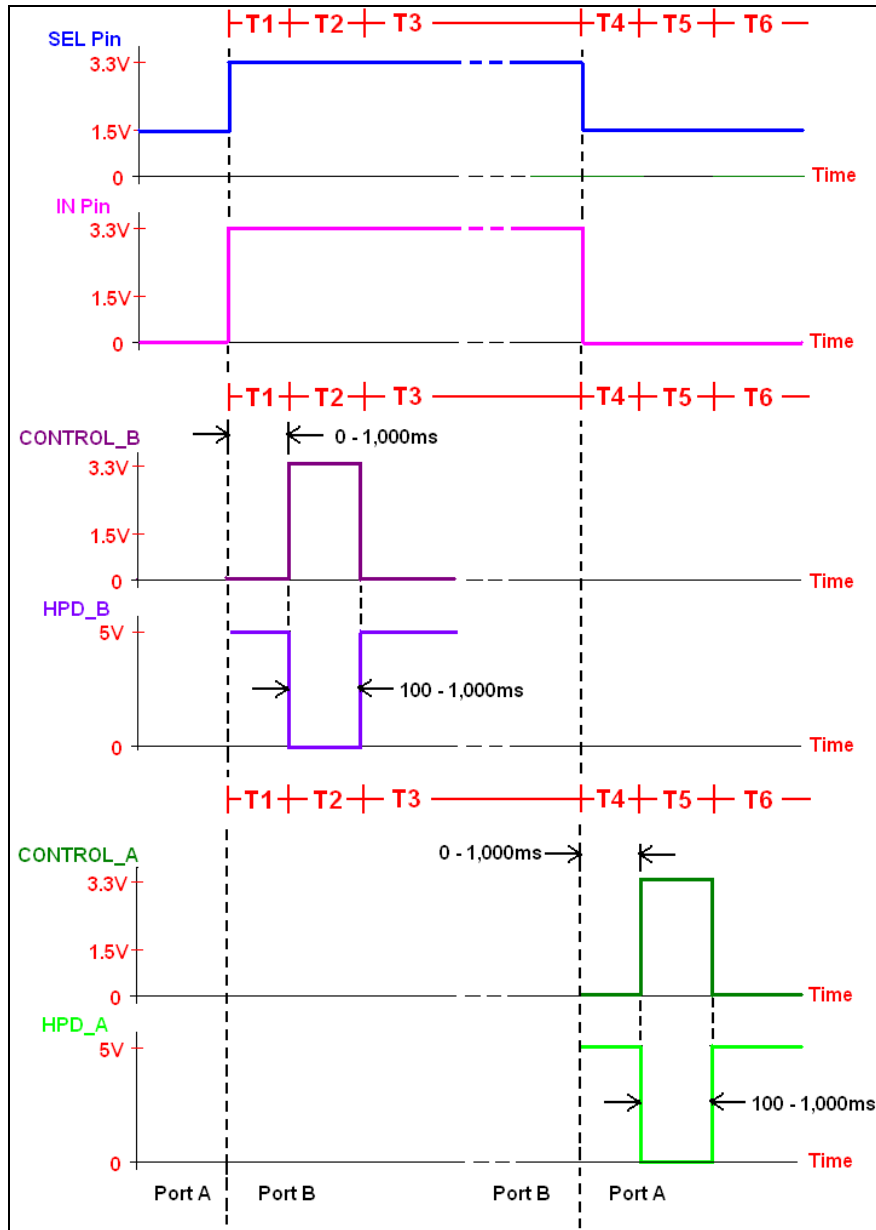 T1 T2 T3 T4 T5 T6
SEL Pin
3.3V
1.5V
0 Time
IN Pin
3.3V
1.5V
0 Time
T1 T2 T3 T4 T5 T6
CONTROL_B 0 - 1,000ms
3.3V
1.5V
0 Time
HPD_B
5V
100 - 1,000ms
0 Time
T1 T2 T3 T4 T5 T6
CONTROL_A 0 - 1,000ms
3.3V
1.5V
0 Time
HPD_A
5V
100 - 1,000ms
0 Time
Port A Port B Port B Port A